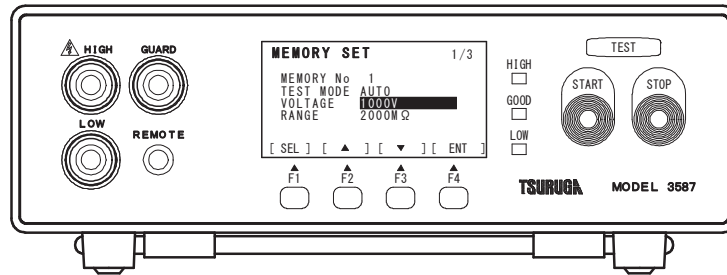 HIGH GUARD
LOW
REMOTE
MEMORY SET 1/3
MEMORY No 1
TEST MODE AUTO
VOLTAGE 1000V
RANGE 2000MΩ
[ SEL ] [ ▲ ] [ ▼ ] [ ENT ]
F1 F2 F3 F4
HIGH
GOOD
LOW
TEST
START STOP
TSURUGA MODEL 3587